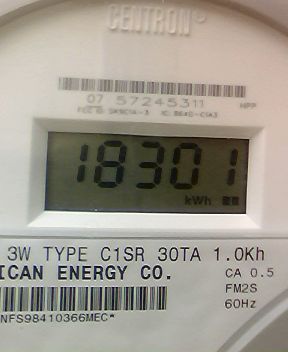 CENTRON®
07 57245311
HPP
18301
kWh
3W TYPE C1SR 30TA 1.0Kh
ICAN ENERGY CO.
CA 0.5
FM2S
60Hz
NFS98410366MEC*